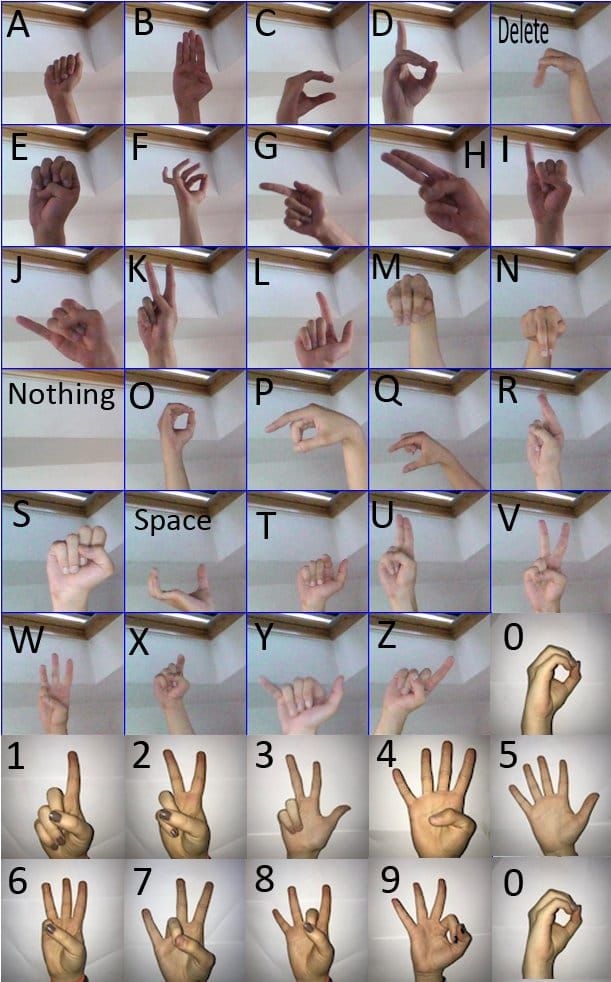 A B C D Delete
E F G H I
J K L M N
Nothing O P Q R
S Space T U V
W X Y Z 0
1 2 3 4 5
6 7 8 9 0